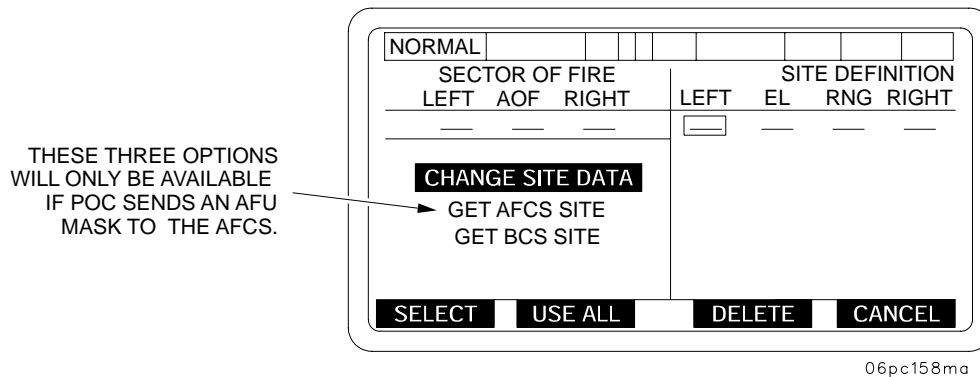 NORMAL
SECTOR OF FIRE
LEFT AOF RIGHT
SITE DEFINITION
LEFT EL RNG RIGHT
THESE THREE OPTIONS
WILL ONLY BE AVAILABLE
IF POC SENDS AN AFU
MASK TO THE AFCS.
CHANGE SITE DATA
GET AFCS SITE
GET BCS SITE
SELECT USE ALL DELETE CANCEL
06pc158ma